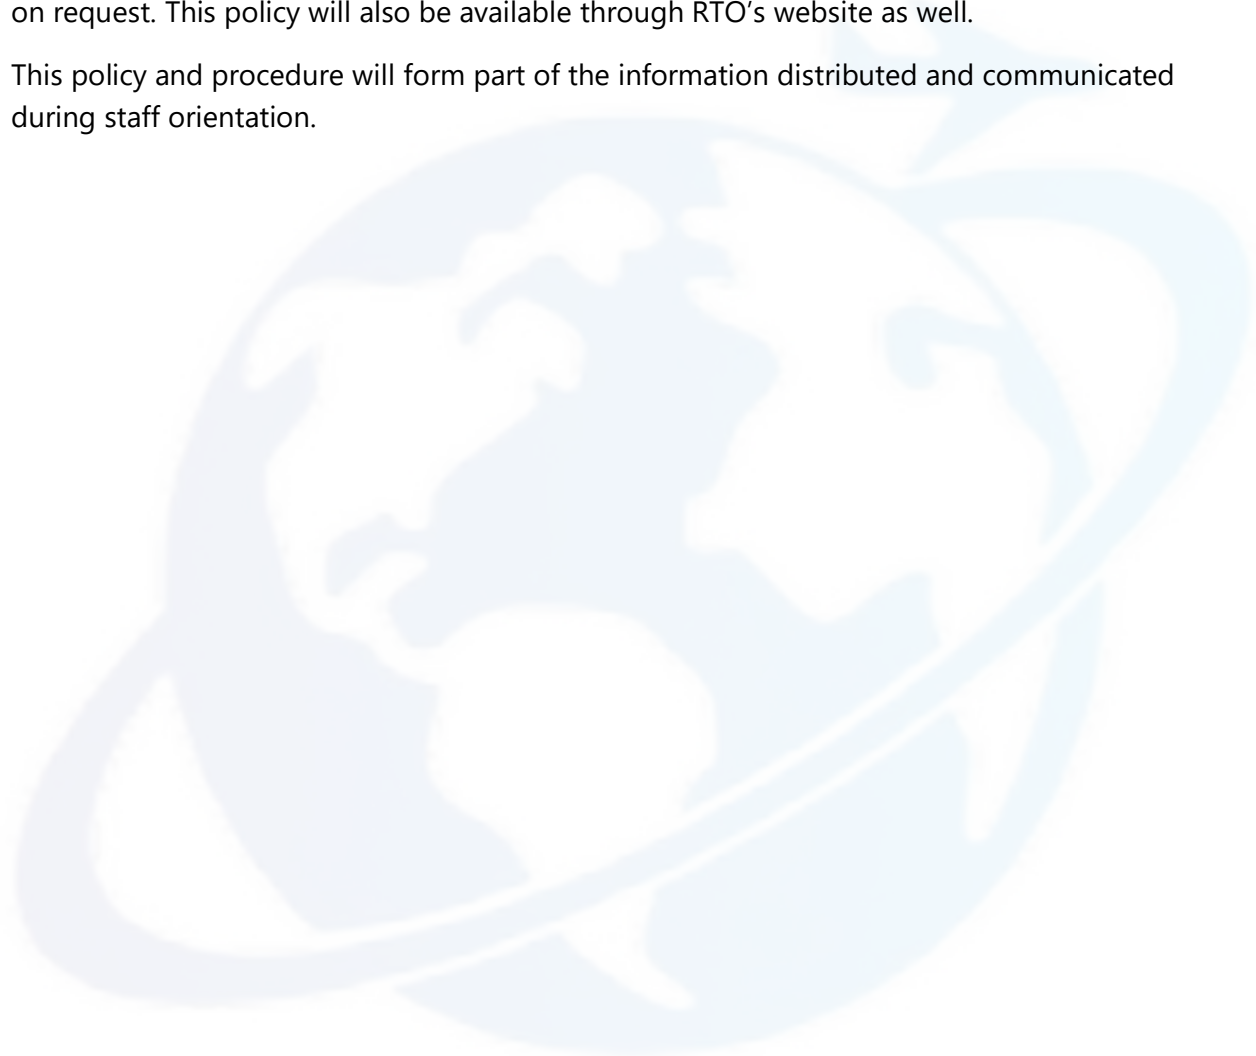 on request. This policy will also be available through RTO’s website as well.
This policy and procedure will form part of the information distributed and communicated
during staff orientation.